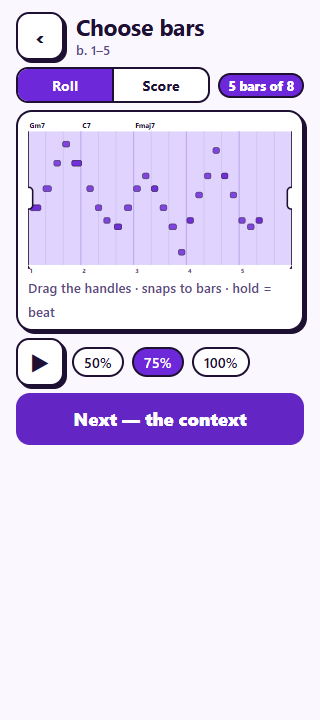 ‹
Choose bars
b. 1–5
Roll
Score
5 bars of 8
Gm7
C7
Fmaj7
1
2
3
4
5
Drag the handles · snaps to bars · hold =
beat
50%
75%
100%
Next — the context